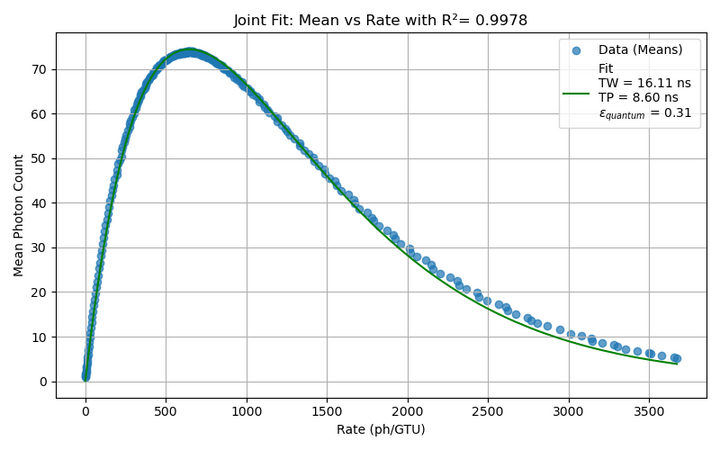 Joint Fit: Mean vs Rate with R²= 0.9978
Data (Means)
Fit
TW = 16.11 ns
TP = 8.60 ns
ε_quantum = 0.31
Mean Photon Count
70
60
50
40
30
20
10
0
0 500 1000 1500 2000 2500 3000 3500
Rate (ph/GTU)